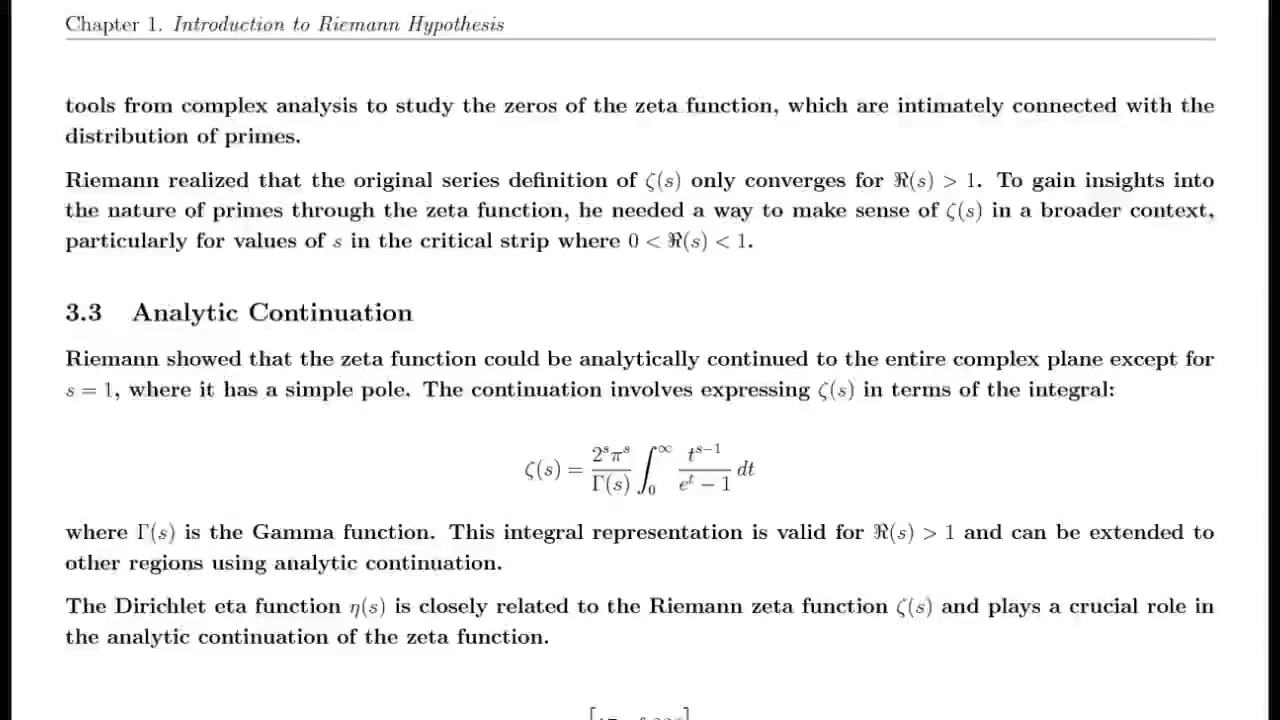 Chapter 1. Introduction to Riemann Hypothesis
tools from complex analysis to study the zeros of the zeta function, which are intimately connected with the
distribution of primes.
Riemann realized that the original series definition of ζ(s) only converges for ℜ(s) > 1. To gain insights into
the nature of primes through the zeta function, he needed a way to make sense of ζ(s) in a broader context,
particularly for values of s in the critical strip where 0 < ℜ(s) < 1.
3.3 Analytic Continuation
Riemann showed that the zeta function could be analytically continued to the entire complex plane except for
s = 1, where it has a simple pole. The continuation involves expressing ζ(s) in terms of the integral:
ζ(s) = 2^s π^s / Γ(s) ∫_0^∞ t^{s−1} / (e^t − 1) dt
where Γ(s) is the Gamma function. This integral representation is valid for ℜ(s) > 1 and can be extended to
other regions using analytic continuation.
The Dirichlet eta function η(s) is closely related to the Riemann zeta function ζ(s) and plays a crucial role in
the analytic continuation of the zeta function.